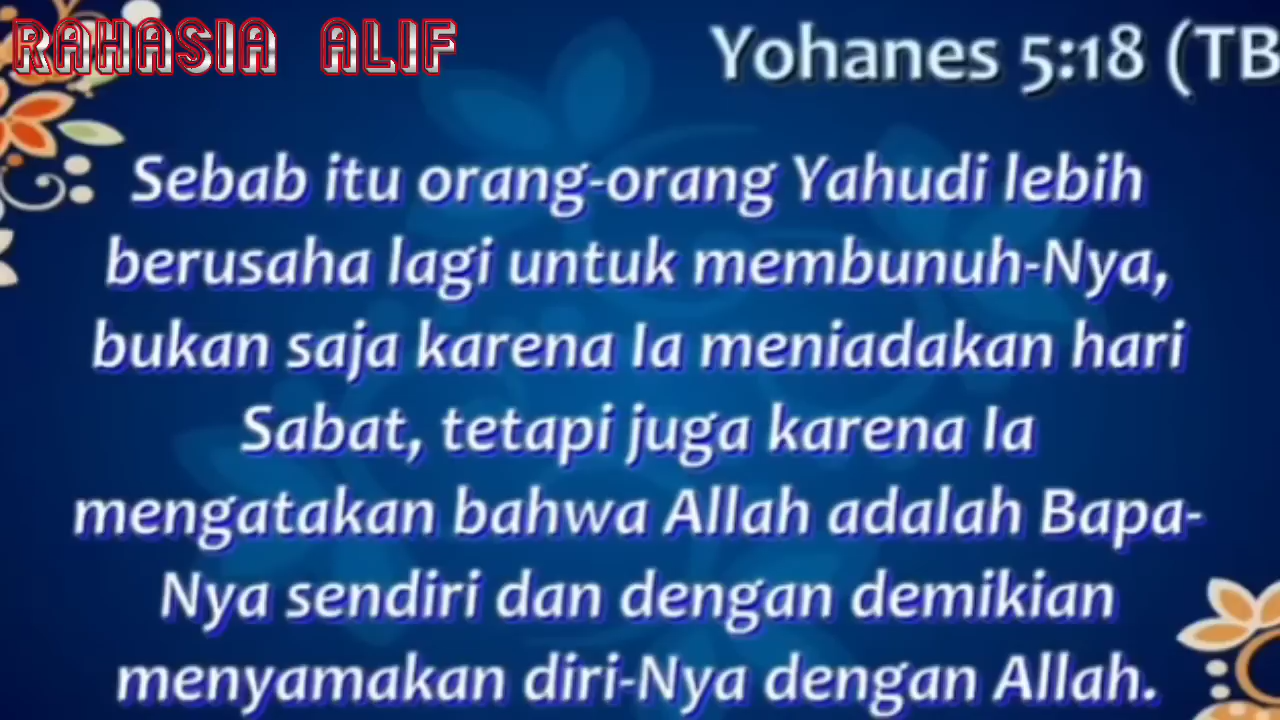 RAHASIA ALIF
Yohanes 5:18 (TB
Sebab itu orang-orang Yahudi lebih
berusaha lagi untuk membunuh-Nya,
bukan saja karena Ia meniadakan hari
Sabat, tetapi juga karena Ia
mengatakan bahwa Allah adalah Bapa-
Nya sendiri dan dengan demikian
menyamakan diri-Nya dengan Allah.